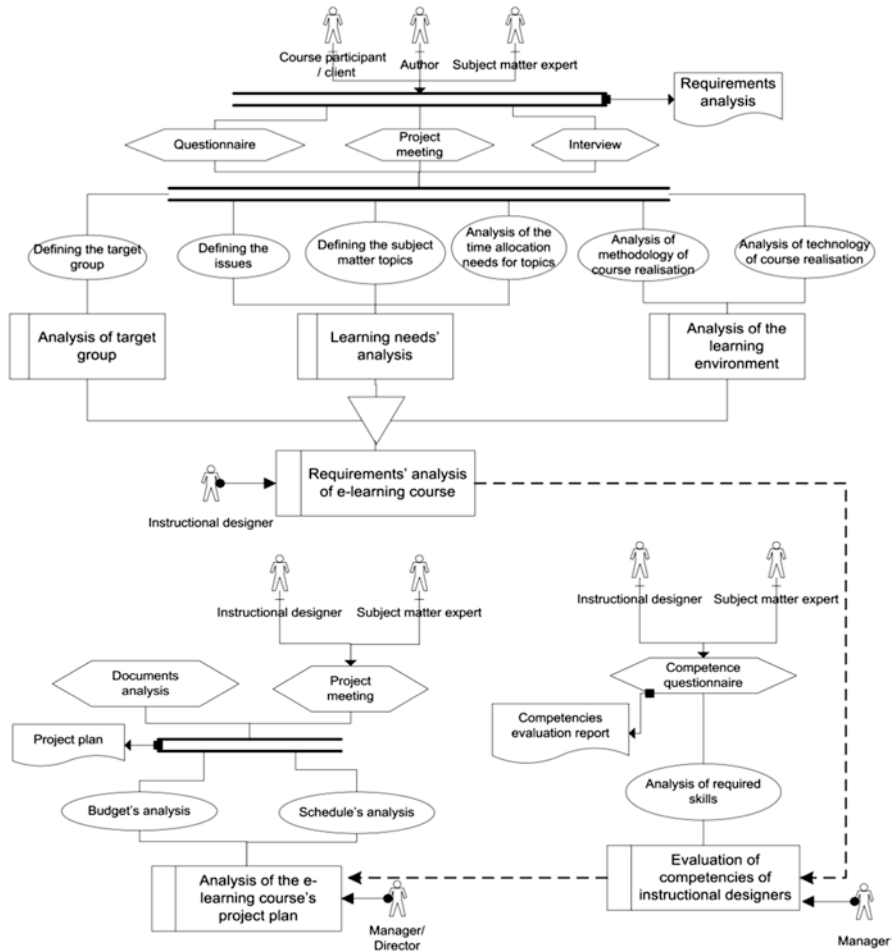 Course participant
/ client
Author
Subject matter expert
Requirements
analysis
Questionnaire
Project
meeting
Interview
Defining the target
group
Defining the
issues
Defining the subject
matter topics
Analysis of the
time allocation
needs for topics
Analysis of
methodology of
course realisation
Analysis of technology
of course realisation
Analysis of target
group
Learning needs'
analysis
Analysis of the
learning
environment
Requirements' analysis
of e-learning course
Instructional designer
Instructional designer
Subject matter expert
Instructional designer
Subject matter expert
Documents
analysis
Project
meeting
Competence
questionnaire
Project plan
Competencies
evaluation report
Budget's analysis
Schedule's analysis
Analysis of required
skills
Analysis of the e-
learning course's
project plan
Manager/
Director
Evaluation of
competencies of
instructional designers
Manager